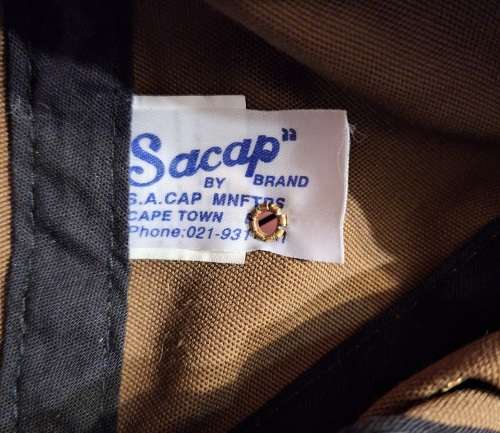 Sacap"
BY BRAND
S.A.CAP MNFTRS
CAPE TOWN
Phone:021-931